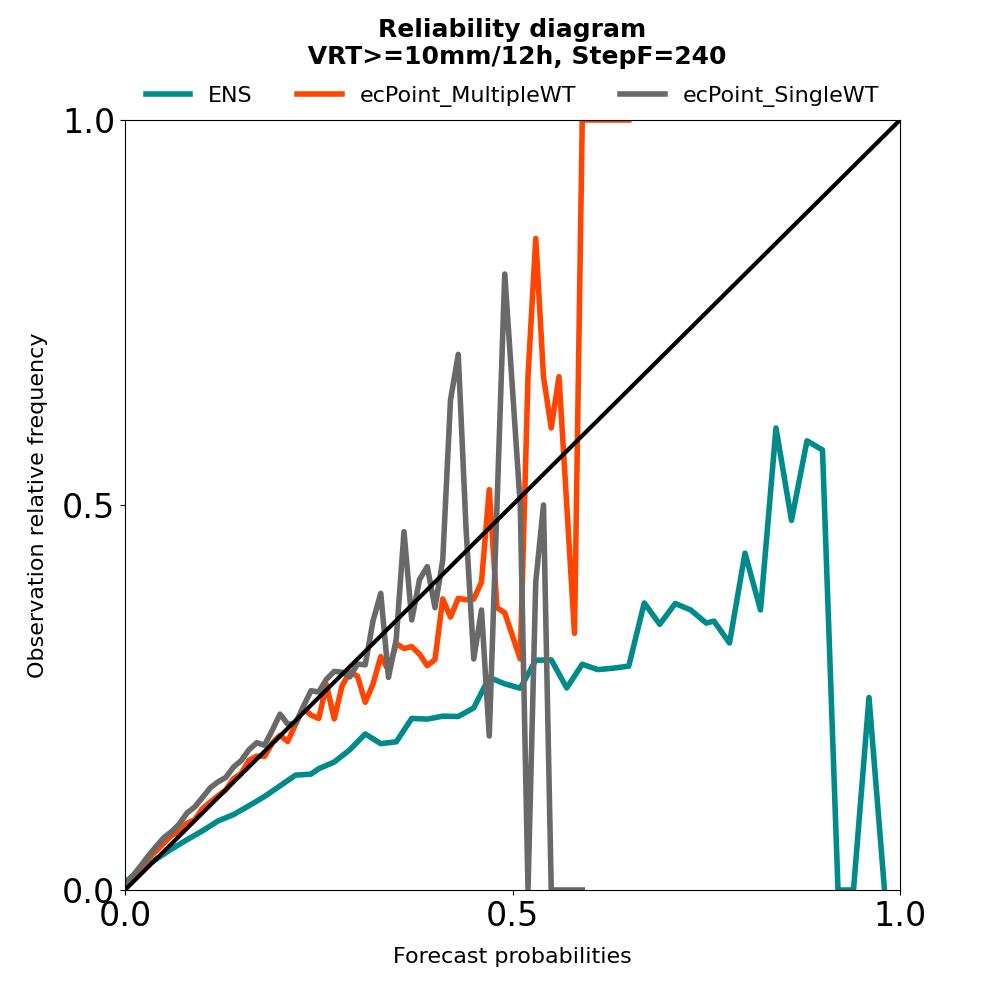 Reliability diagram
VRT>=10mm/12h, StepF=240
ENS ecPoint_MultipleWT ecPoint_SingleWT
1.0
0.5
0.0
Observation relative frequency
0.0 0.5 1.0
Forecast probabilities